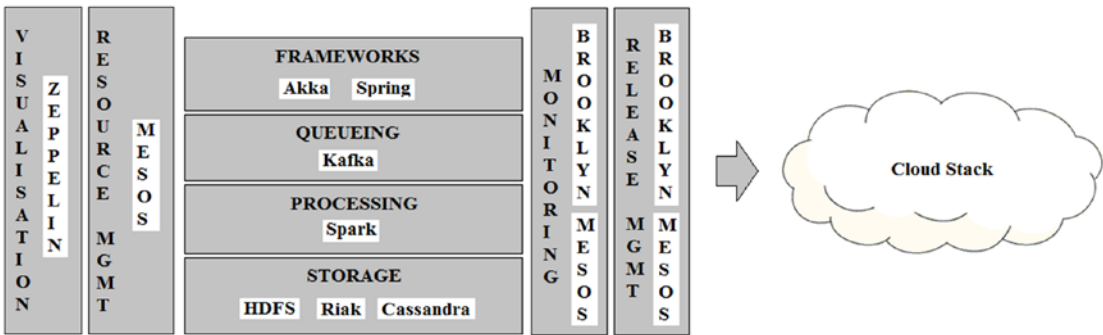 VISUALISATION
ZEPPELIN
RESOURCE MGMT
MESOS
FRAMEWORKS
Akka Spring
QUEUEING
Kafka
PROCESSING
Spark
STORAGE
HDFS Riak Cassandra
MONITORING
BROOKLYN
MESOS
RELEASE MGMT
BROOKLYN
MESOS
Cloud Stack